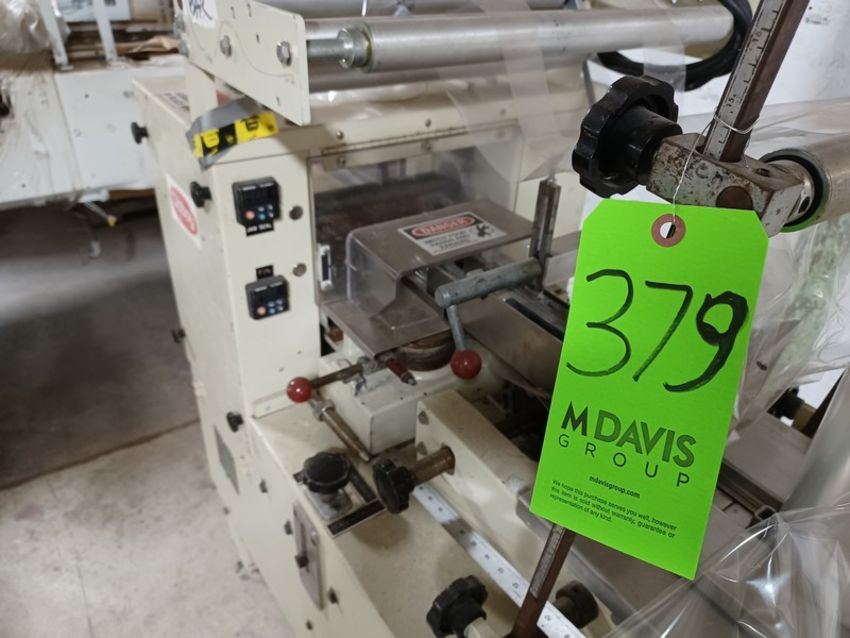 DANGER
379
M DAVIS
GROUP
mdavisgroup.com
We hope this purchase serves you well, however
this item is sold without warranty, guarantee or
representation of any kind.